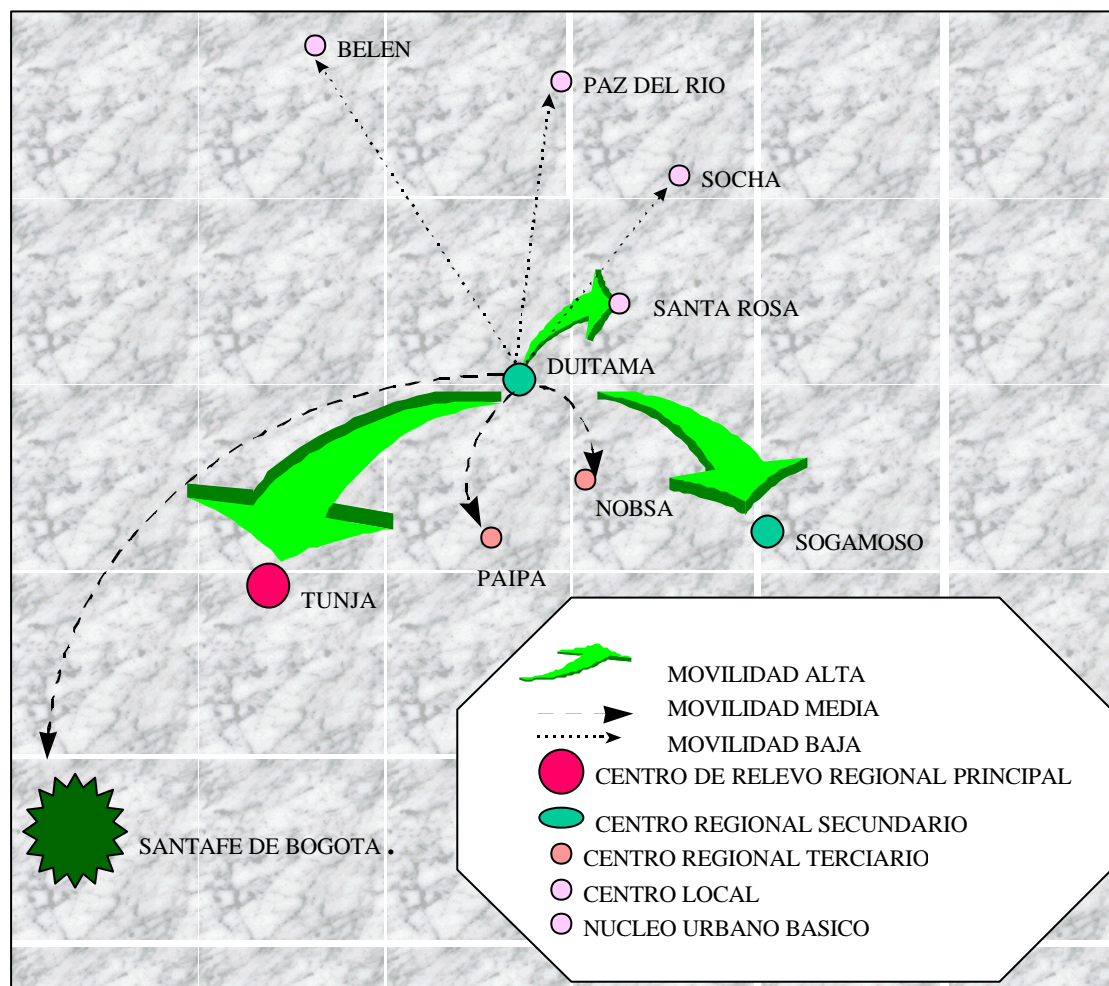 BELEN
PAZ DEL RIO
SOCHA
SANTA ROSA
DUITAMA
NOBSA
SOGAMOSO
PAIPA
TUNJA
SANTAFE DE BOGOTA .
MOVILIDAD ALTA
MOVILIDAD MEDIA
MOVILIDAD BAJA
CENTRO DE RELEVO REGIONAL PRINCIPAL
CENTRO REGIONAL SECUNDARIO
CENTRO REGIONAL TERCIARIO
CENTRO LOCAL
NUCLEO URBANO BASICO